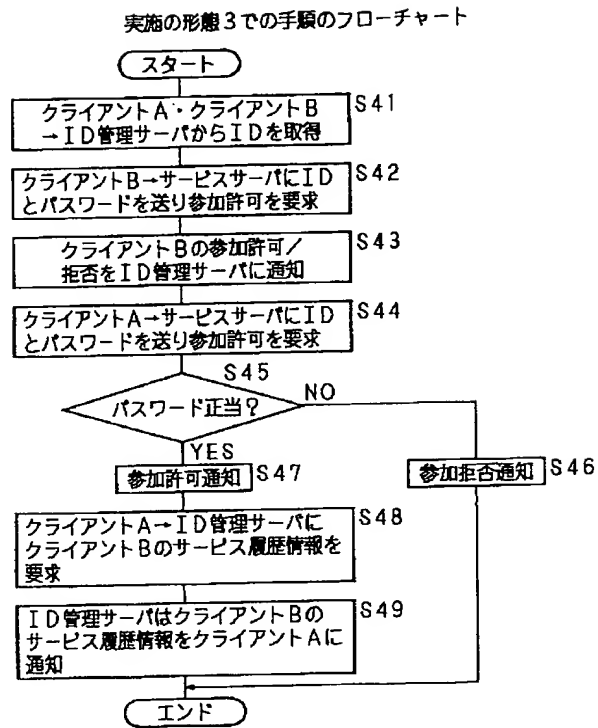 実施の形態3での手順のフローチャート
スタート
クライアントA・クライアントB
→ID管理サーバからIDを取得
S41
クライアントB→サービスサーバにID
とパスワードを送り参加許可を要求
S42
クライアントBの参加許可/
拒否をID管理サーバに通知
S43
クライアントA→サービスサーバにID
とパスワードを送り参加許可を要求
S44
S45
パスワード正当?
NO
YES
参加許可通知
S47
参加拒否通知
S46
クライアントA→ID管理サーバに
クライアントBのサービス履歴情報を
要求
S48
ID管理サーバはクライアントBの
サービス履歴情報をクライアントAに
通知
S49
エンド